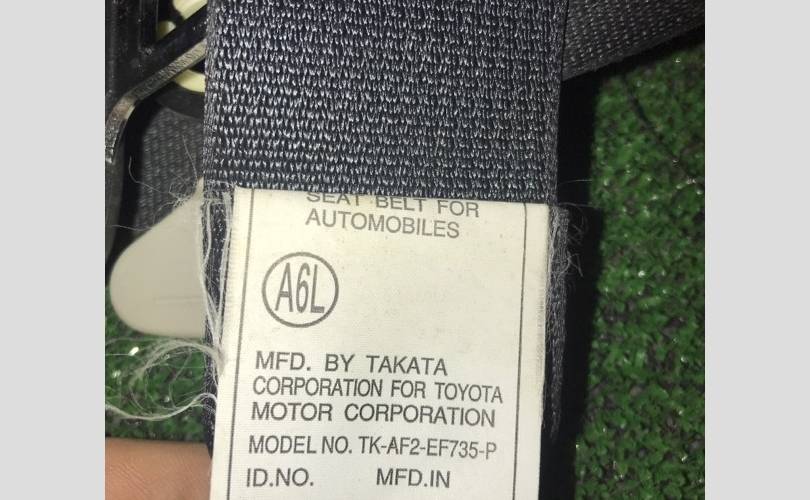 SEAT BELT FOR
AUTOMOBILES
A6L
MFD. BY TAKATA
CORPORATION FOR TOYOTA
MOTOR CORPORATION
MODEL NO. TK-AF2-EF735-P
ID.NO. MFD.IN